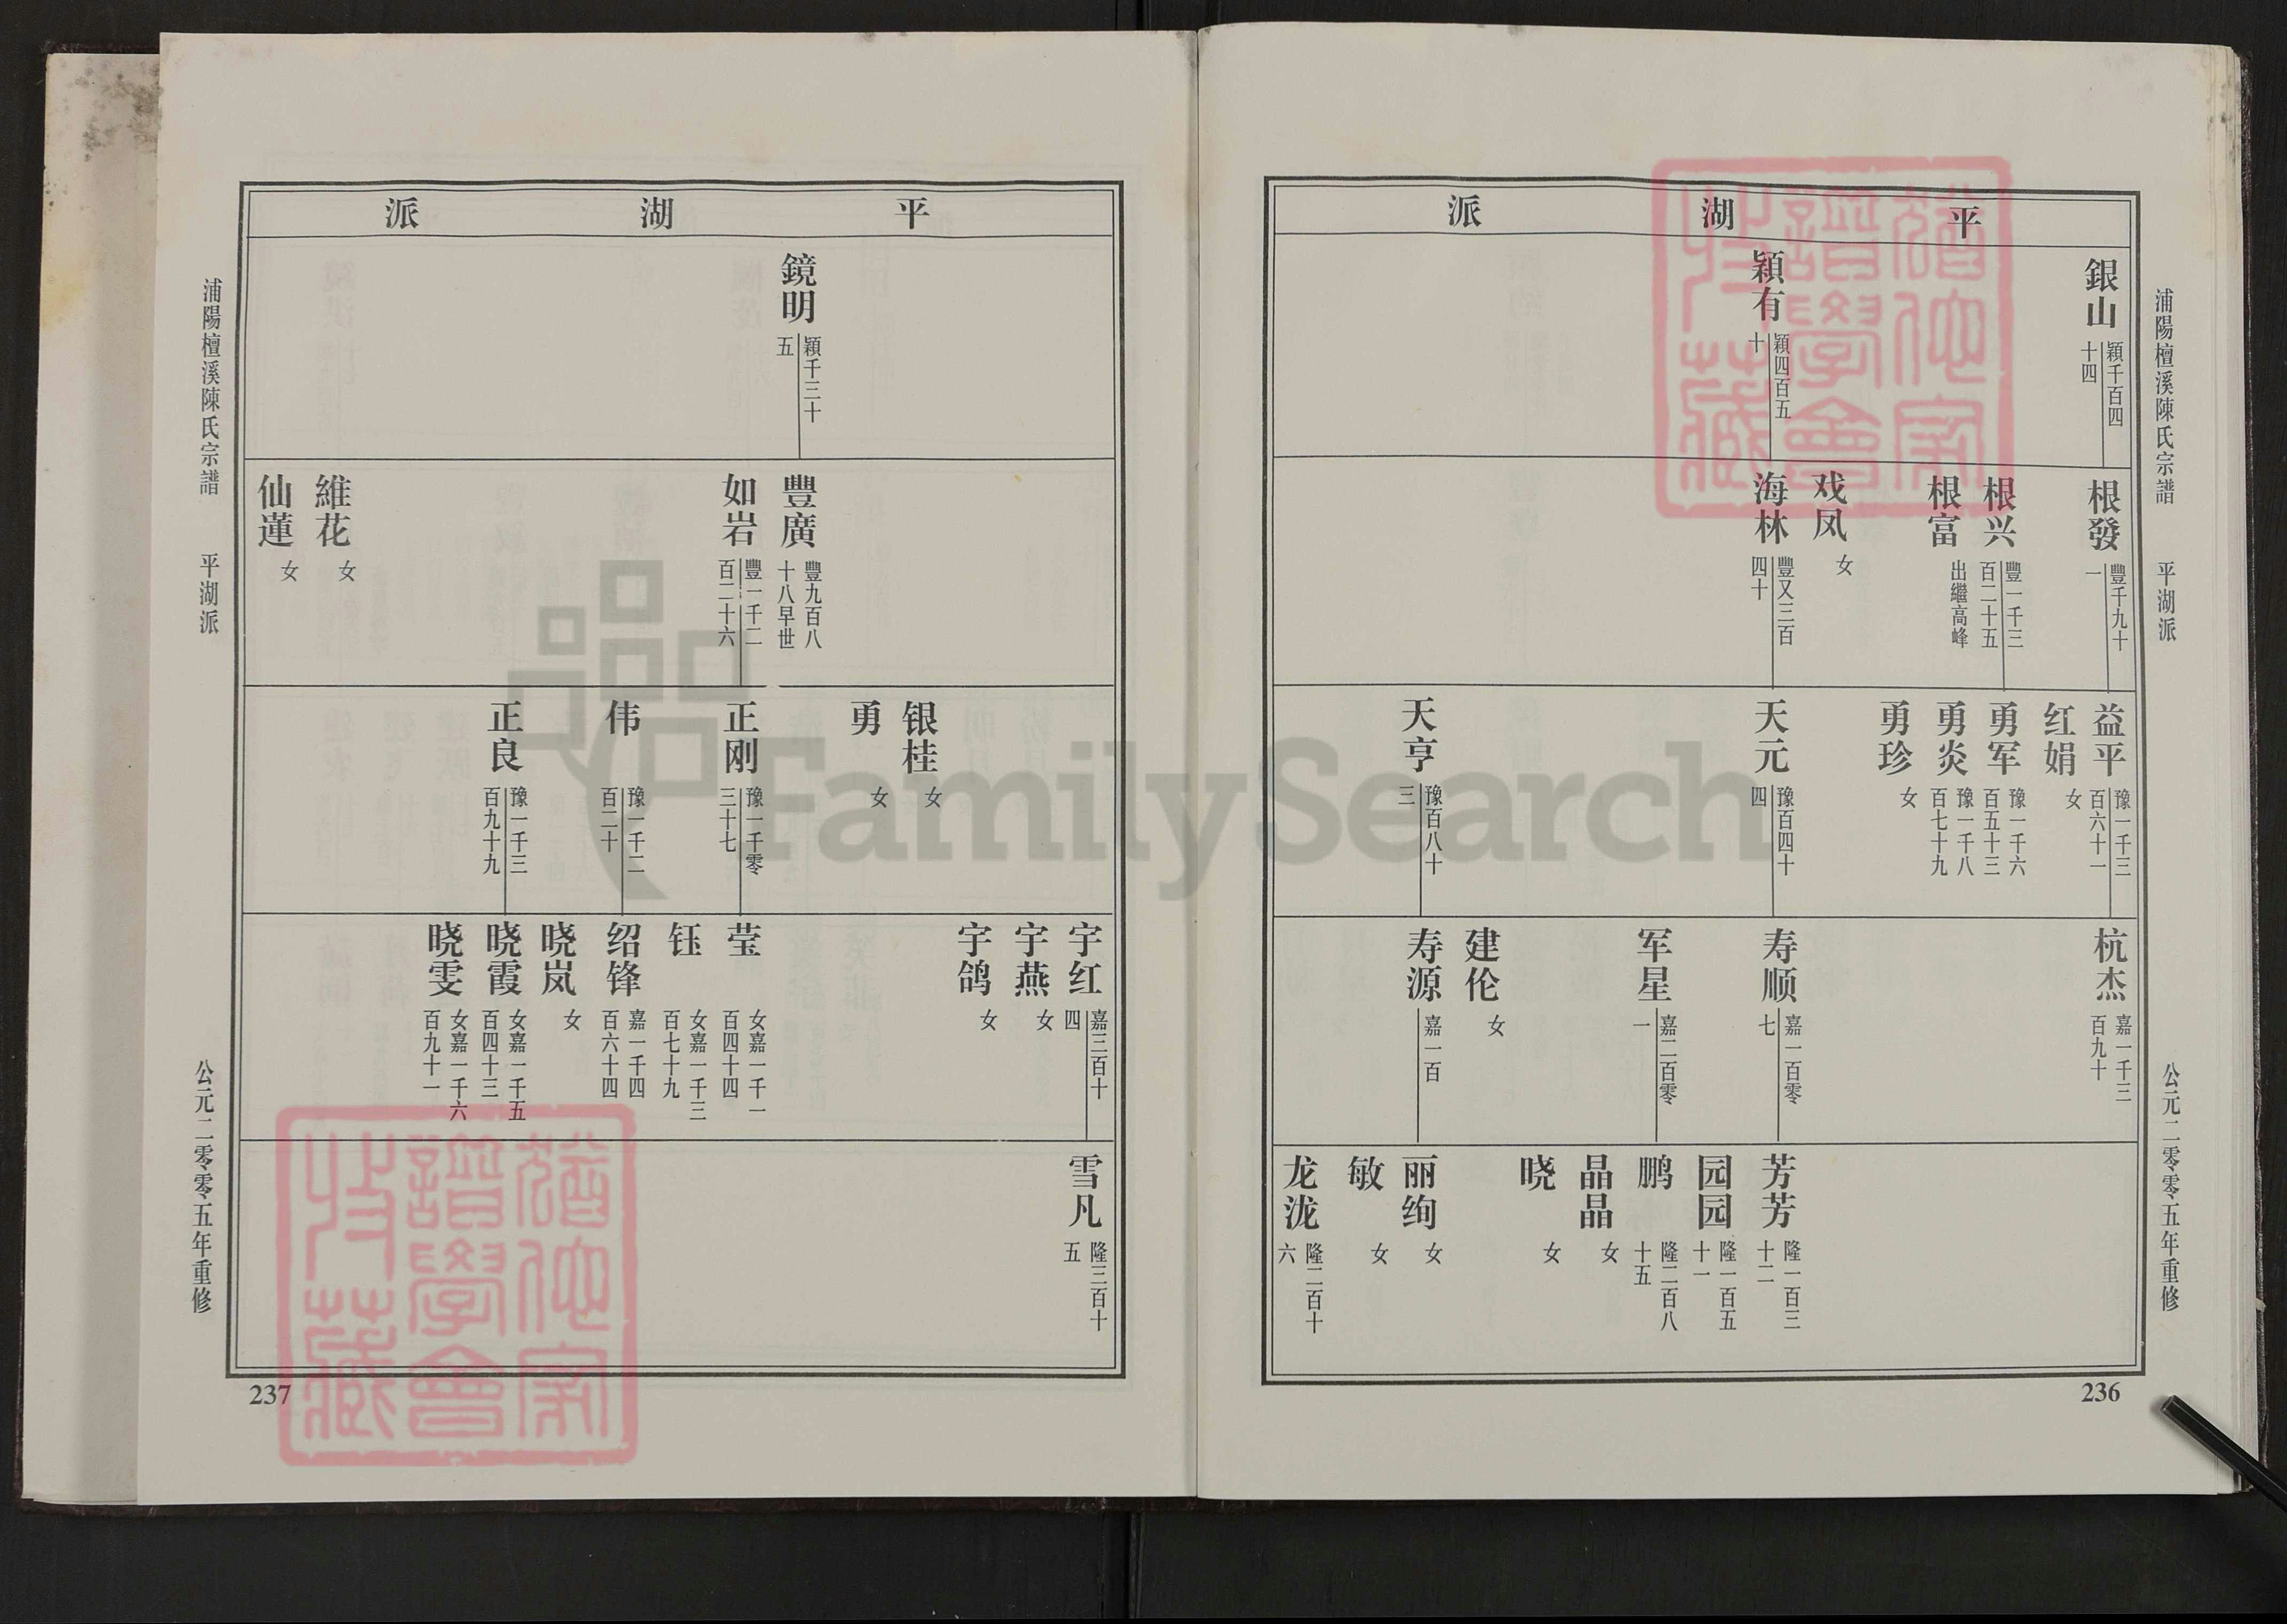 浦陽檀溪陳氏宗譜 平湖派 公元二零零五年重修
平湖派
銀山 穎千百四十四
穎有 穎四百五十
根發 豐千九十一
根兴 豐一千三百二十五
根富 出繼高峰
戏凤 女
海林 豐又三百四十
益平 豫一千三百六十一
红娟 女
勇军 豫一千六百五十三
勇炎 豫一千八百七十九
勇珍 女
天元 豫百四十四
天亨 豫百八十三
杭杰 嘉一千三百九十
寿顺 嘉一百零七
军星 嘉二百零一
建伦 女
寿源 嘉一百
芳芳 隆一百三十二
园园 隆一百五十一
鹏 隆二百八十五
晶晶 女
晓 女
丽绚 女
敏 女
龙泷 隆二百十六
236
平湖派
鏡明 穎千三十五
豐廣 豐九百八十八早世
如岩 豐一千二百二十六
維花 女
仙蓮 女
银桂 女
勇 女
正刚 豫一千零三十七
伟 豫一千二百二十
正良 豫一千三百九十九
宇红 嘉三百十四
宇燕 女
宇鸽 女
莹 女嘉一千一百四十四
钰 女嘉一千三百七十九
绍锋 嘉一千四百六十四
晓岚 女
晓霞 女嘉一千五百四十三
晓雯 女嘉一千六百九十一
雪凡 隆三百十五
浦陽檀溪陳氏宗譜 平湖派 公元二零零五年重修
237
FamilySearch